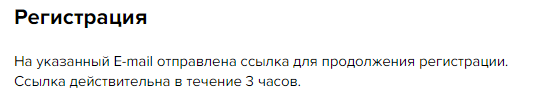 Регистрация
На указанный E-mail отправлена ссылка для продолжения регистрации.
Ссылка действительна в течение 3 часов.